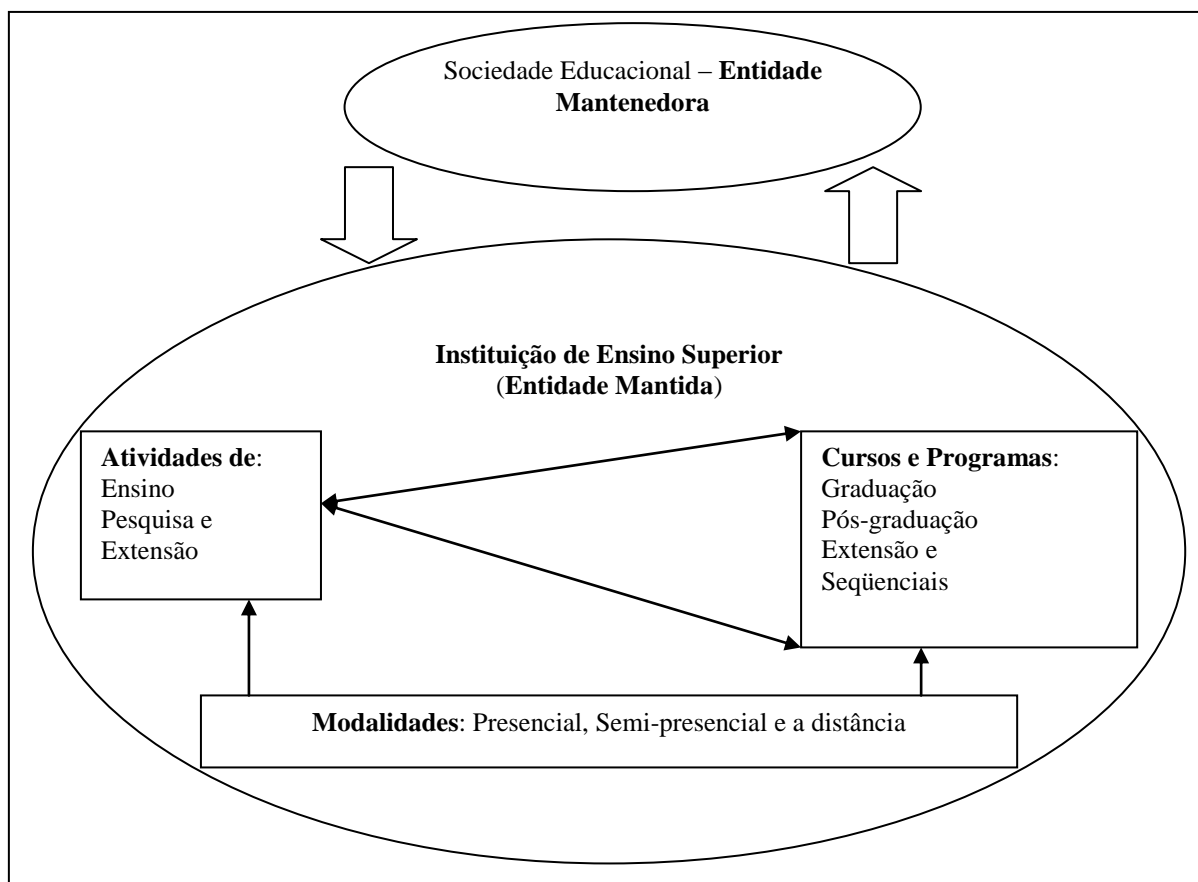 Sociedade Educacional – Entidade
Mantenedora
Instituição de Ensino Superior
(Entidade Mantida)
Atividades de:
Ensino
Pesquisa e
Extensão
Cursos e Programas:
Graduação
Pós-graduação
Extensão e
Seqüenciais
Modalidades: Presencial, Semi-presencial e a distância